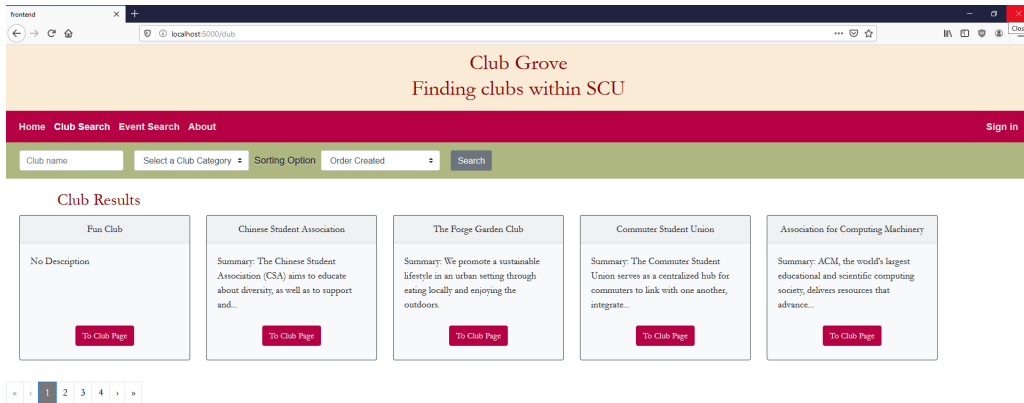 frontend
Clos
localhost:5000/club
Club Grove
Finding clubs within SCU
Home Club Search Event Search About Sign in
Club name Select a Club Category Sorting Option Order Created Search
Club Results
Fun Club
No Description
To Club Page
Chinese Student Association
Summary: The Chinese Student
Association (CSA) aims to educate
about diversity, as well as to support
and...
To Club Page
The Forge Garden Club
Summary: We promote a sustainable
lifestyle in an urban setting through
eating locally and enjoying the
outdoors.
To Club Page
Commuter Student Union
Summary: The Commuter Student
Union serves as a centralized hub for
commuters to link with one another,
integrate...
To Club Page
Association for Computing Machinery
Summary: ACM, the world's largest
educational and scientific computing
society, delivers resources that
advance...
To Club Page
« ‹ 1 2 3 4 › »